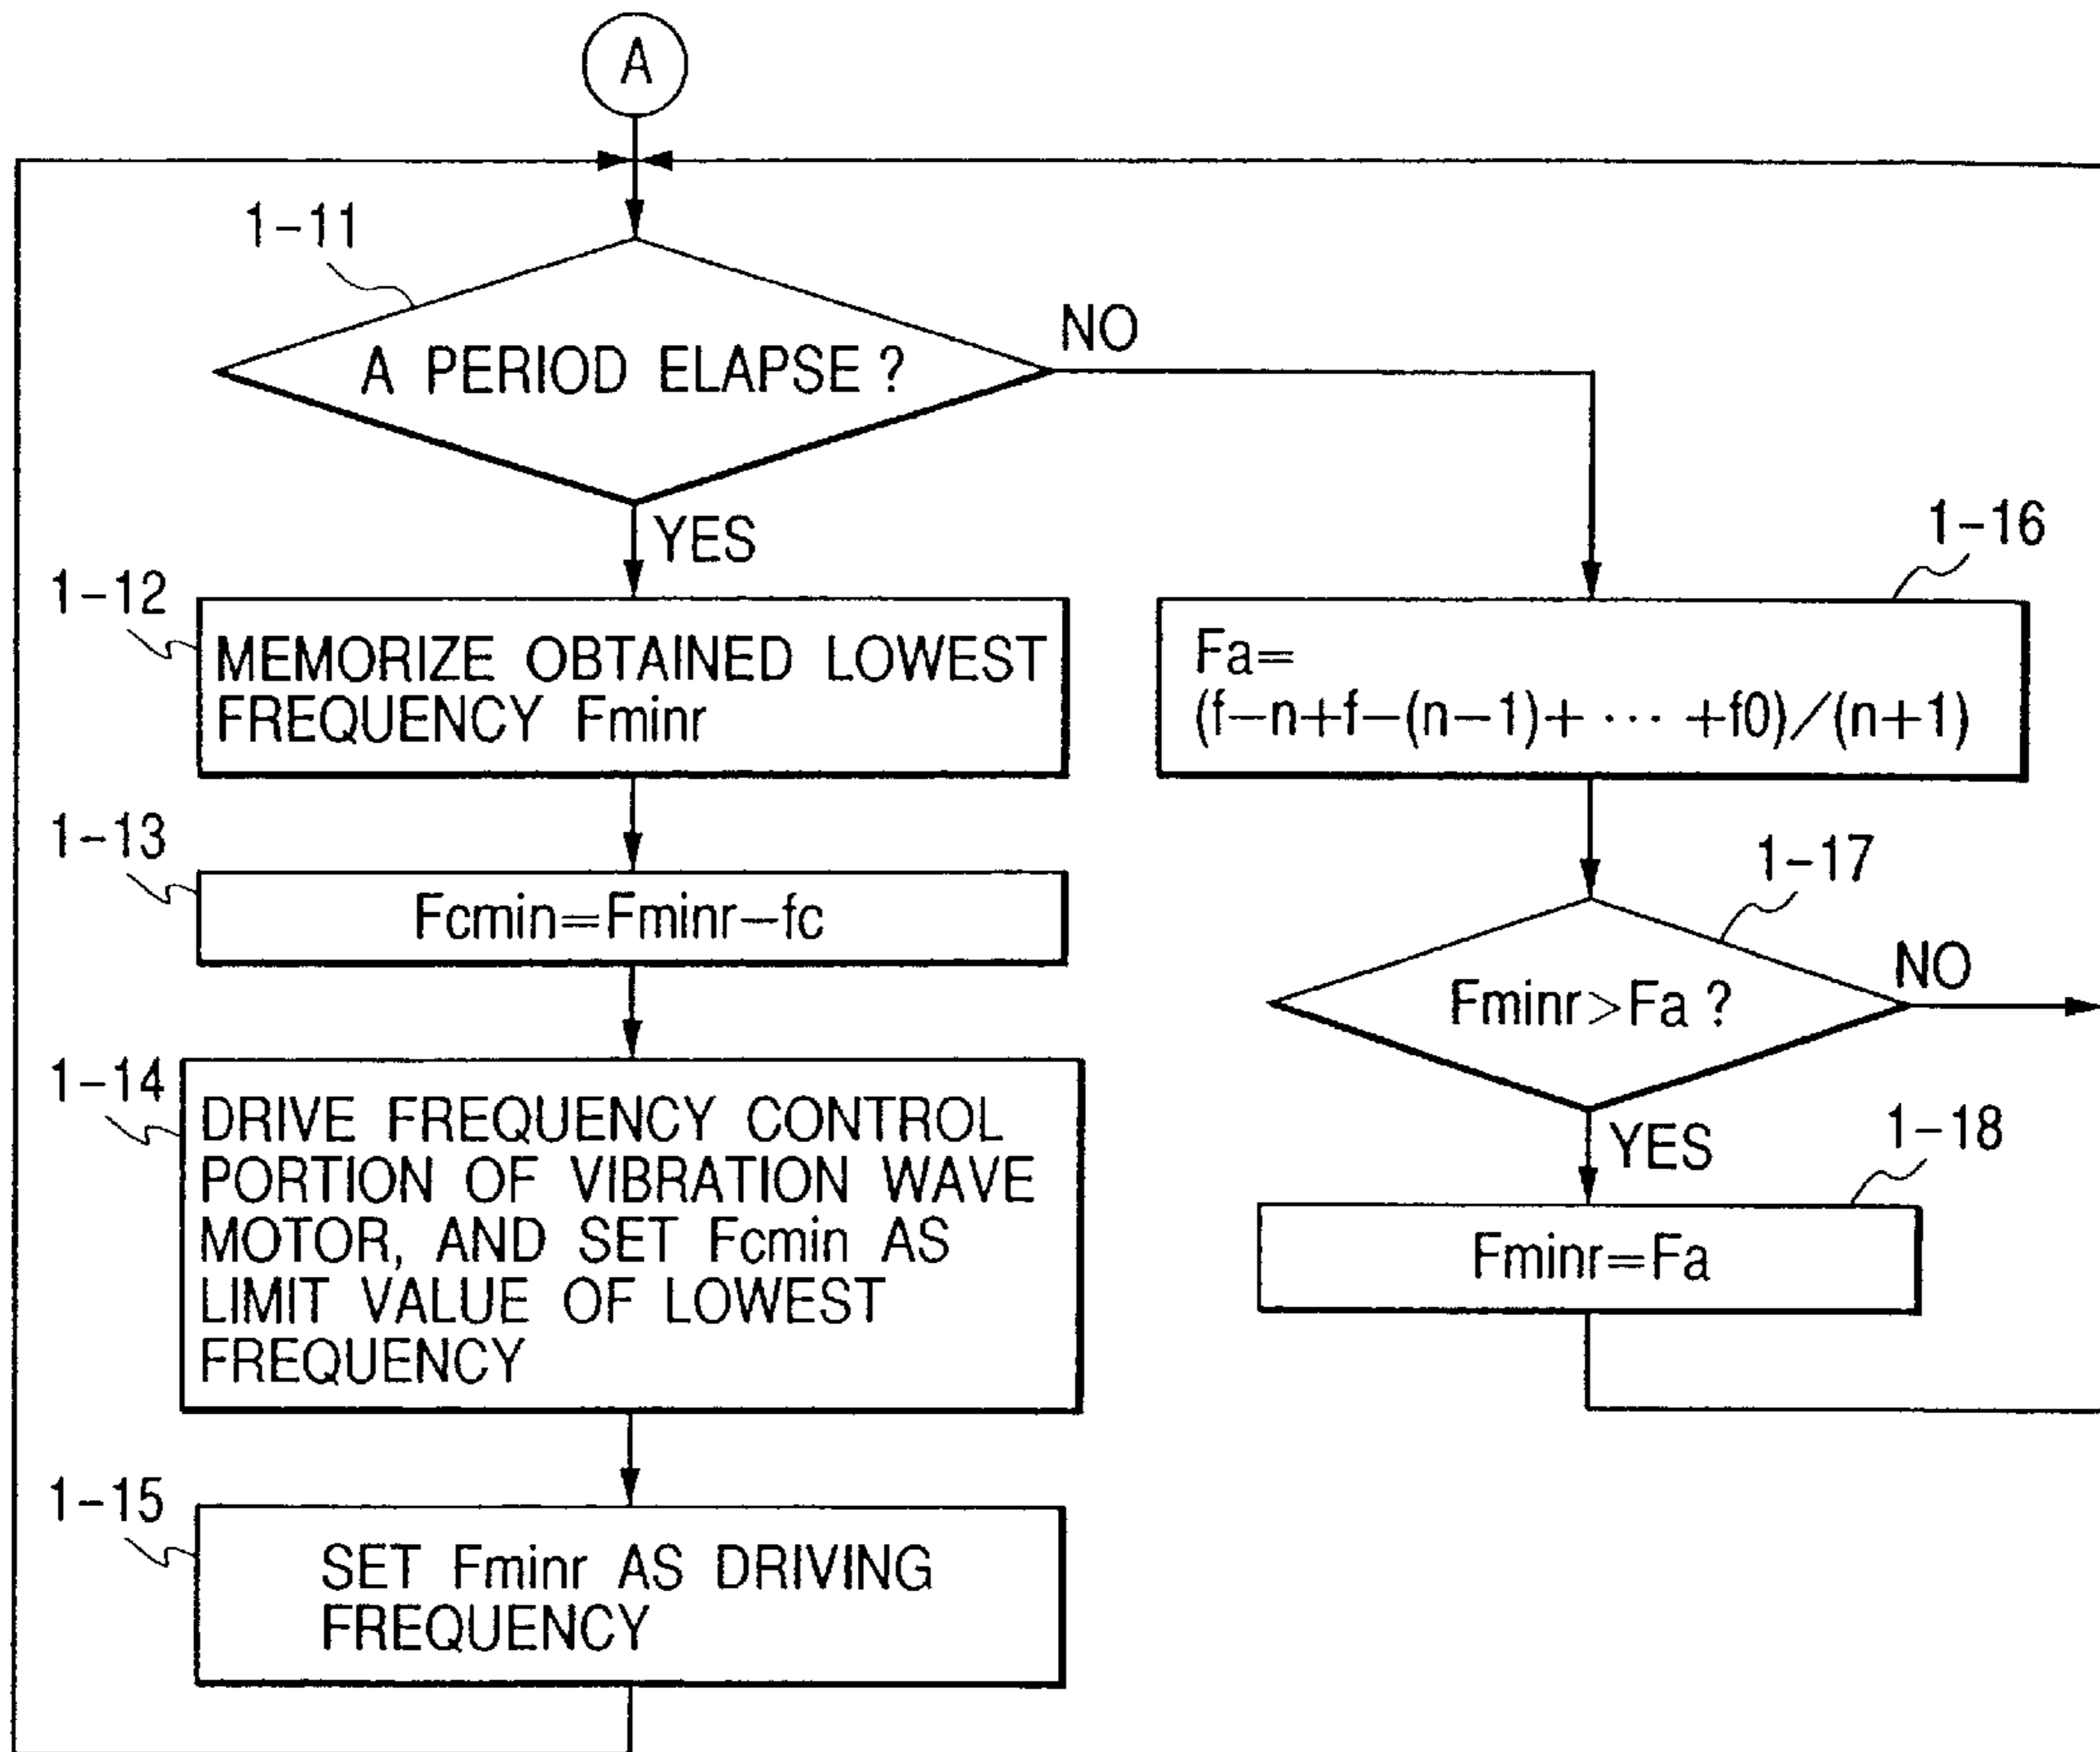 A
1-11
A PERIOD ELAPSE ?
NO
YES
1-12
MEMORIZE OBTAINED LOWEST
FREQUENCY Fminr
1-13
Fcmin=Fminr-fc
1-14
DRIVE FREQUENCY CONTROL
PORTION OF VIBRATION WAVE
MOTOR, AND SET Fcmin AS
LIMIT VALUE OF LOWEST
FREQUENCY
1-15
SET Fminr AS DRIVING
FREQUENCY
1-16
Fa=
(f-n+f-(n-1)+ ··· +f0)/(n+1)
1-17
Fminr>Fa ?
NO
YES
1-18
Fminr=Fa